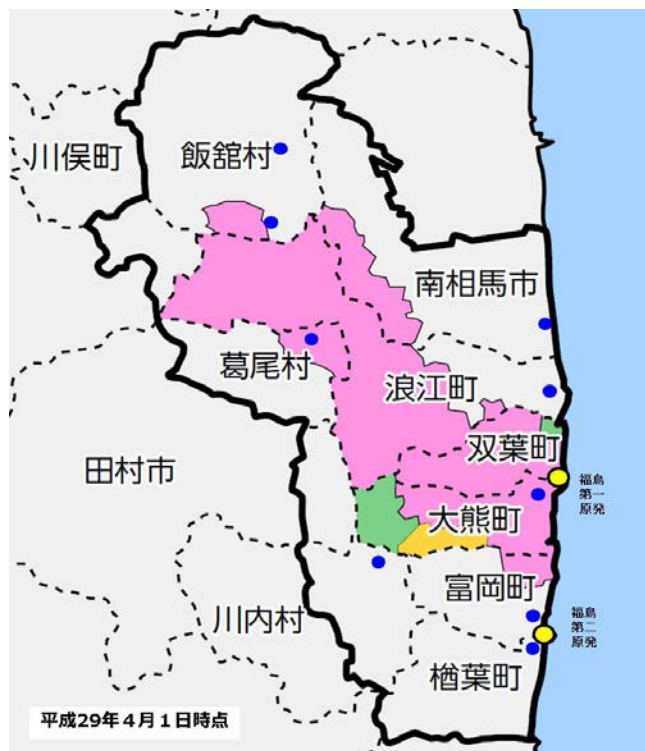 川俣町
飯舘村
南相馬市
葛尾村
浪江町
田村市
双葉町
福島
第一
原発
大熊町
富岡町
川内村
福島
第二
原発
楢葉町
平成29年4月1日時点